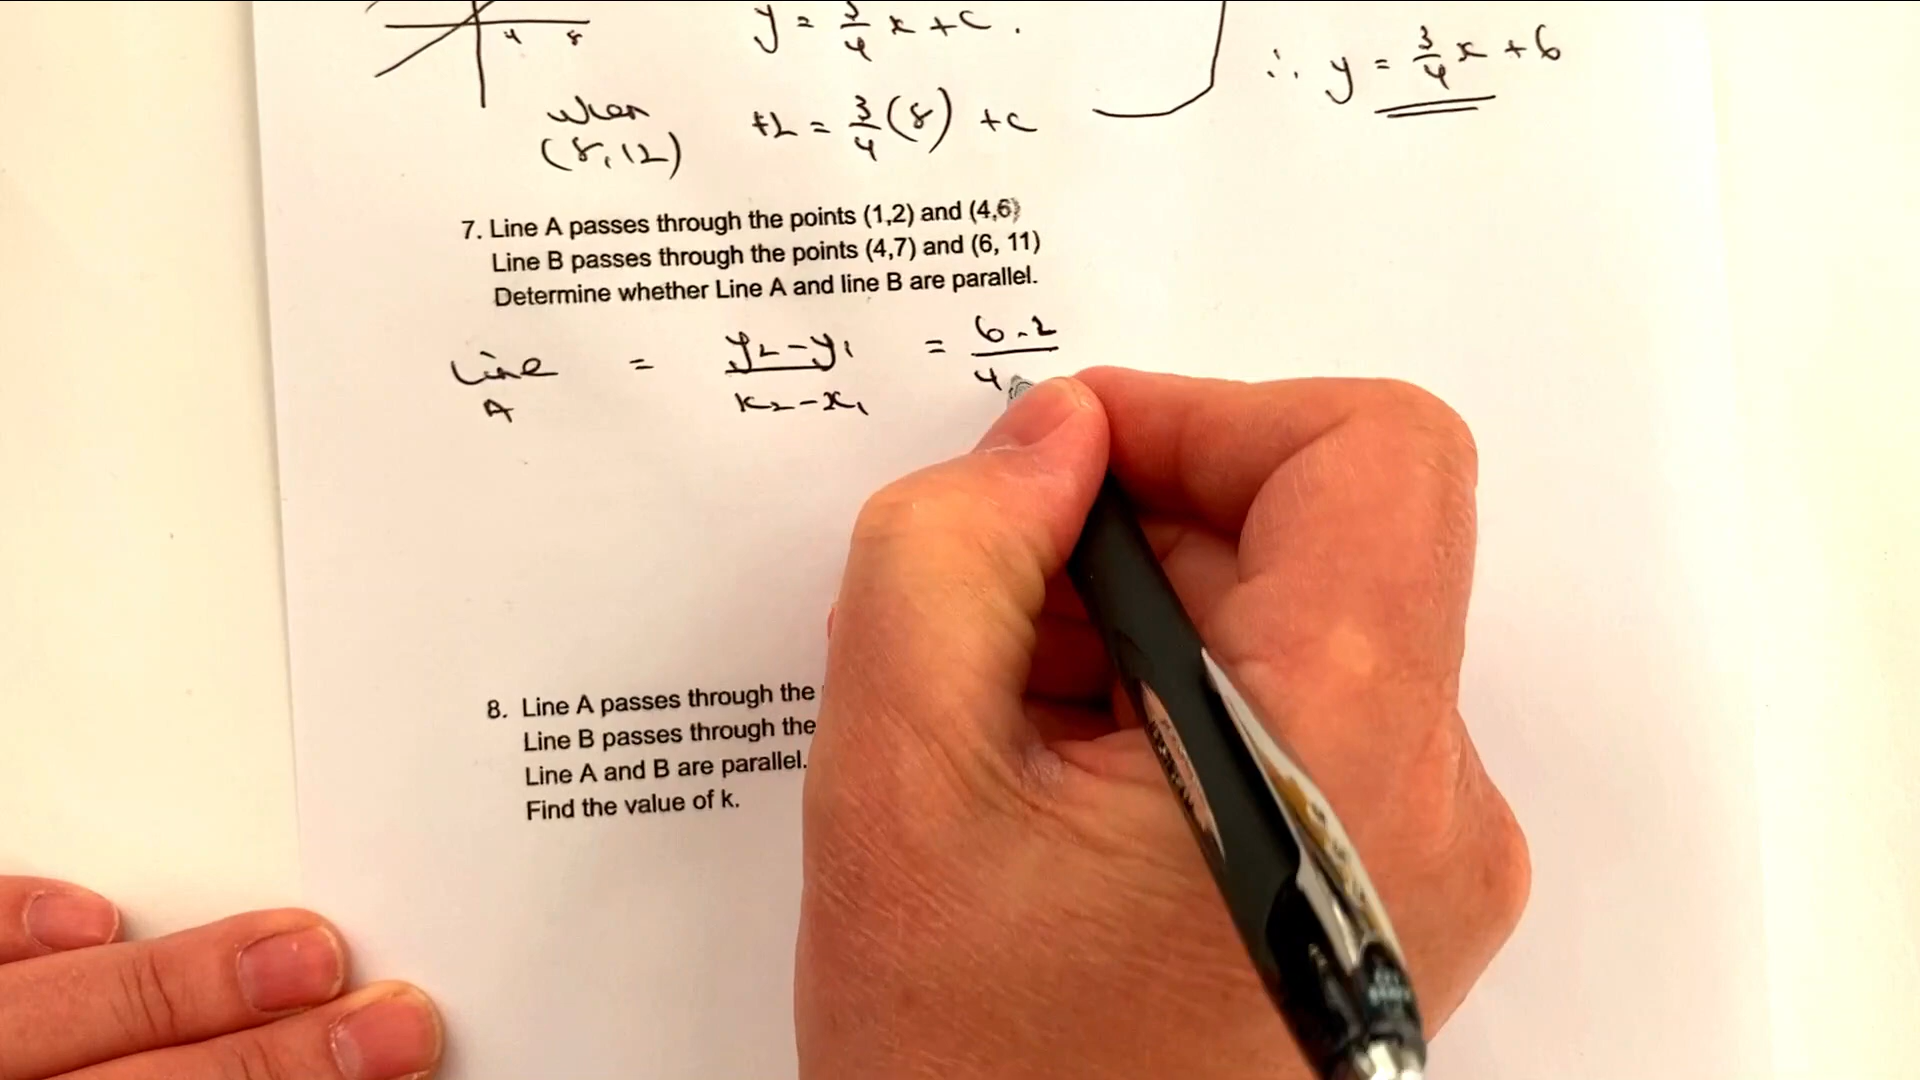 4 8
y = 3/4 x + c .
∴ y = 3/4 x + 6
when
(8,12)
12 = 3/4 (8) + c
7. Line A passes through the points (1,2) and (4,6)
Line B passes through the points (4,7) and (6, 11)
Determine whether Line A and line B are parallel.
Line A = y₂-y₁ / x₂-x₁ = 6-2 / 4
8. Line A passes through the
Line B passes through the
Line A and B are parallel.
Find the value of k.